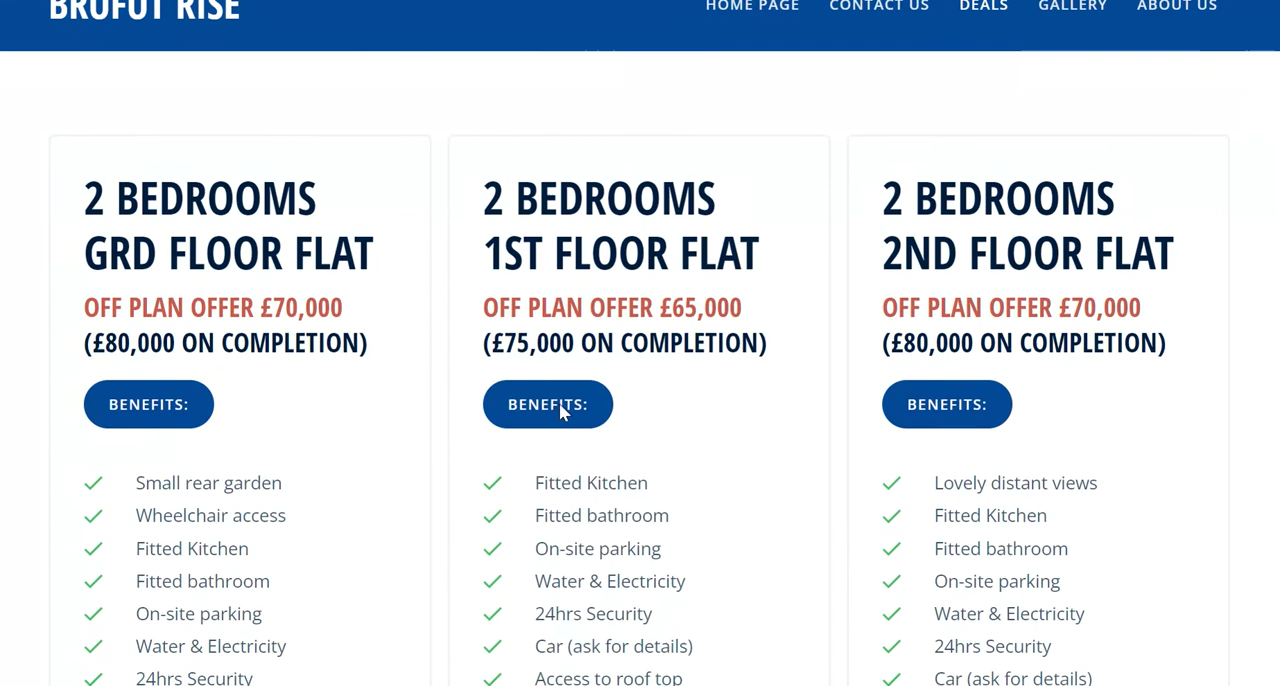 BRUFUT RISE
HOME PAGE CONTACT US DEALS GALLERY ABOUT US
2 BEDROOMS
GRD FLOOR FLAT
OFF PLAN OFFER £70,000
(£80,000 ON COMPLETION)
BENEFITS:
Small rear garden
Wheelchair access
Fitted Kitchen
Fitted bathroom
On-site parking
Water & Electricity
24hrs Security
2 BEDROOMS
1ST FLOOR FLAT
OFF PLAN OFFER £65,000
(£75,000 ON COMPLETION)
BENEFITS:
Fitted Kitchen
Fitted bathroom
On-site parking
Water & Electricity
24hrs Security
Car (ask for details)
Access to roof top
2 BEDROOMS
2ND FLOOR FLAT
OFF PLAN OFFER £70,000
(£80,000 ON COMPLETION)
BENEFITS:
Lovely distant views
Fitted Kitchen
Fitted bathroom
On-site parking
Water & Electricity
24hrs Security
Car (ask for details)